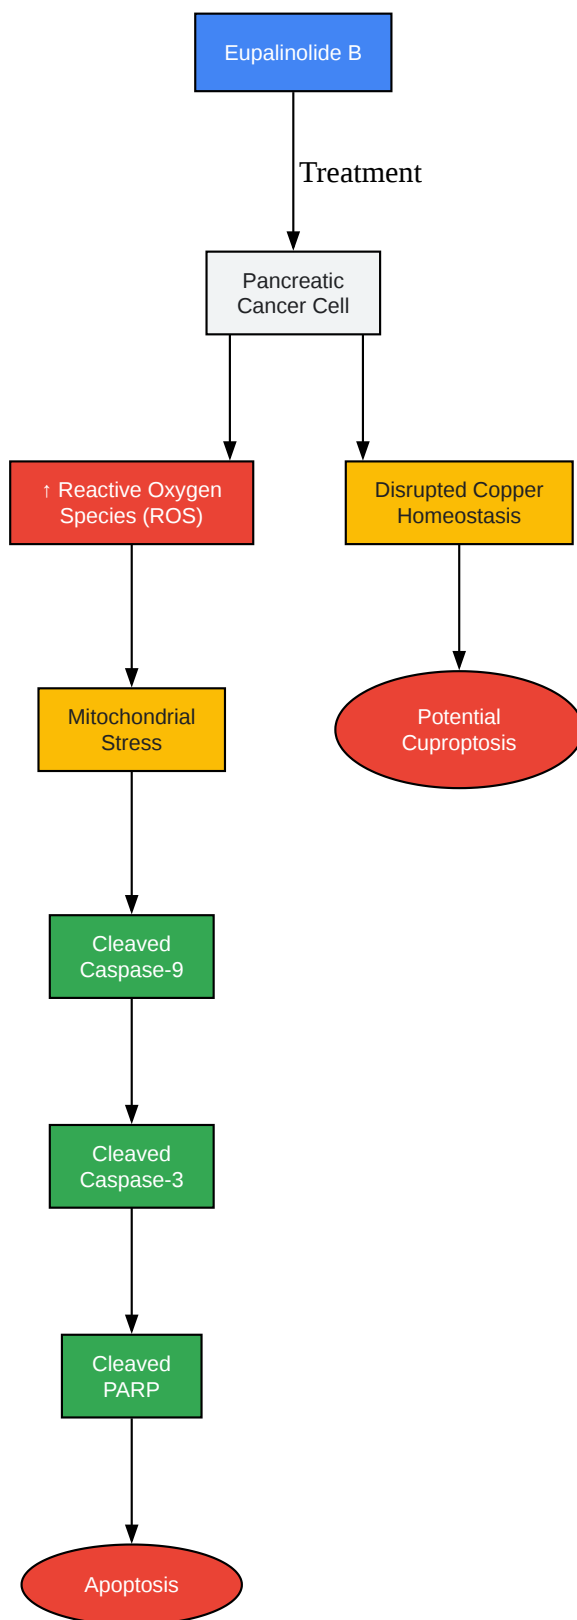 Eupalinolide B
Treatment
Pancreatic
Cancer Cell
↑ Reactive Oxygen
Species (ROS)
Disrupted Copper
Homeostasis
Mitochondrial
Stress
Potential
Cuproptosis
Cleaved
Caspase-9
Cleaved
Caspase-3
Cleaved
PARP
Apoptosis